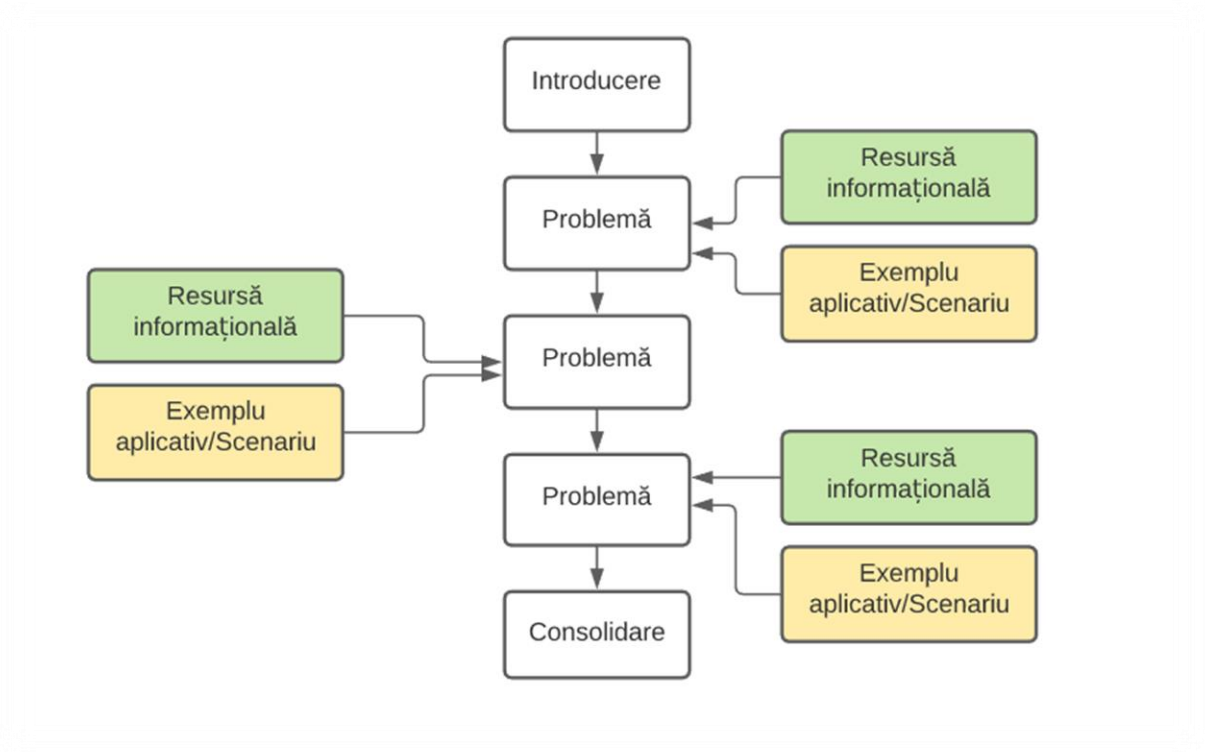 Introducere
Resursă
informațională
Problemă
Exemplu
aplicativ/Scenariu
Resursă
informațională
Problemă
Exemplu
aplicativ/Scenariu
Resursă
informațională
Problemă
Exemplu
aplicativ/Scenariu
Consolidare